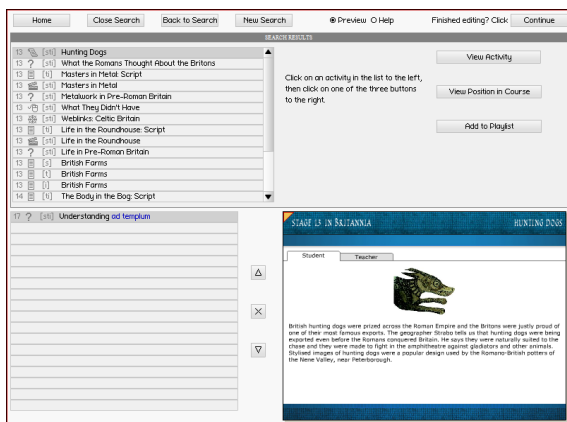 Home Close Search Back to Search New Search Preview Help Finished editing? Click Continue
SEARCH RESULTS
13 ? [sti] Hunting Dogs
13 ? [sti] What the Romans Thought About the Britons
13 [ti] Masters in Metal: Script
13 [sti] Masters in Metal
13 ? [sti] Metalwork in Pre-Roman Britain
13 [sti] What They Didn't Have
13 [sti] Weblinks: Celtic Britain
13 [ti] Life in the Roundhouse: Script
13 [sti] Life in the Roundhouse
13 ? [sti] Life in Pre-Roman Britain
13 [s] British Farms
13 [t] British Farms
13 [i] British Farms
14 [ti] The Body in the Bog: Script
Click on an activity in the list to the left,
then click on one of the three buttons
to the right.
View Activity
View Position in Course
Add to Playlist
17 ? [sti] Understanding ad templum
STAGE 13 IN BRITANNIA HUNTING DOGS
Student Teacher
British hunting dogs were prized across the Roman Empire and the Britons were justly proud of
one of their most famous exports. The geographer Strabo tells us that hunting dogs were being
exported even before the Romans conquered Britain. He says they were naturally suited to the
chase and they were made to fight in the amphitheatre against gladiators and other animals.
Stylised images of hunting dogs were a popular design used by the Romano-British potters of
the Nene Valley, near Peterborough.